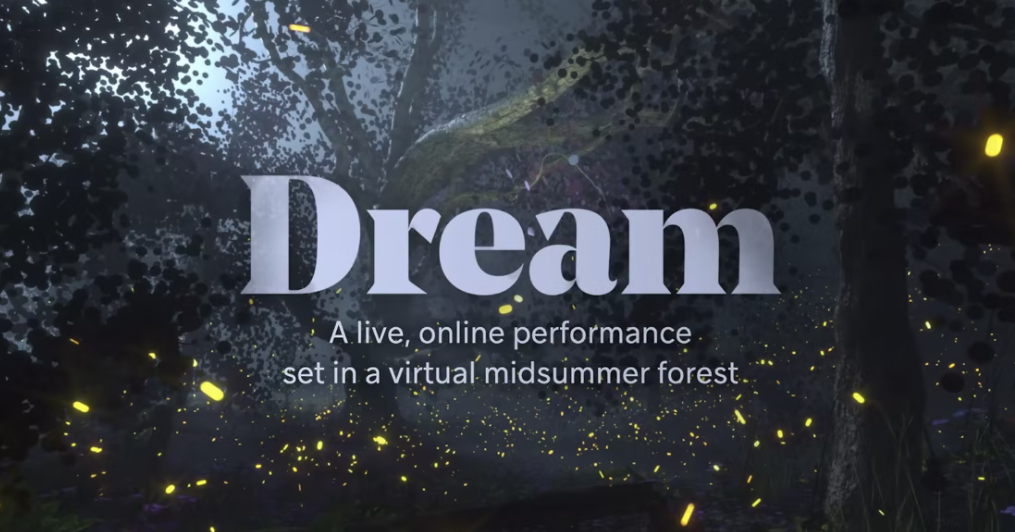 Dream
A live, online performance
set in a virtual midsummer forest